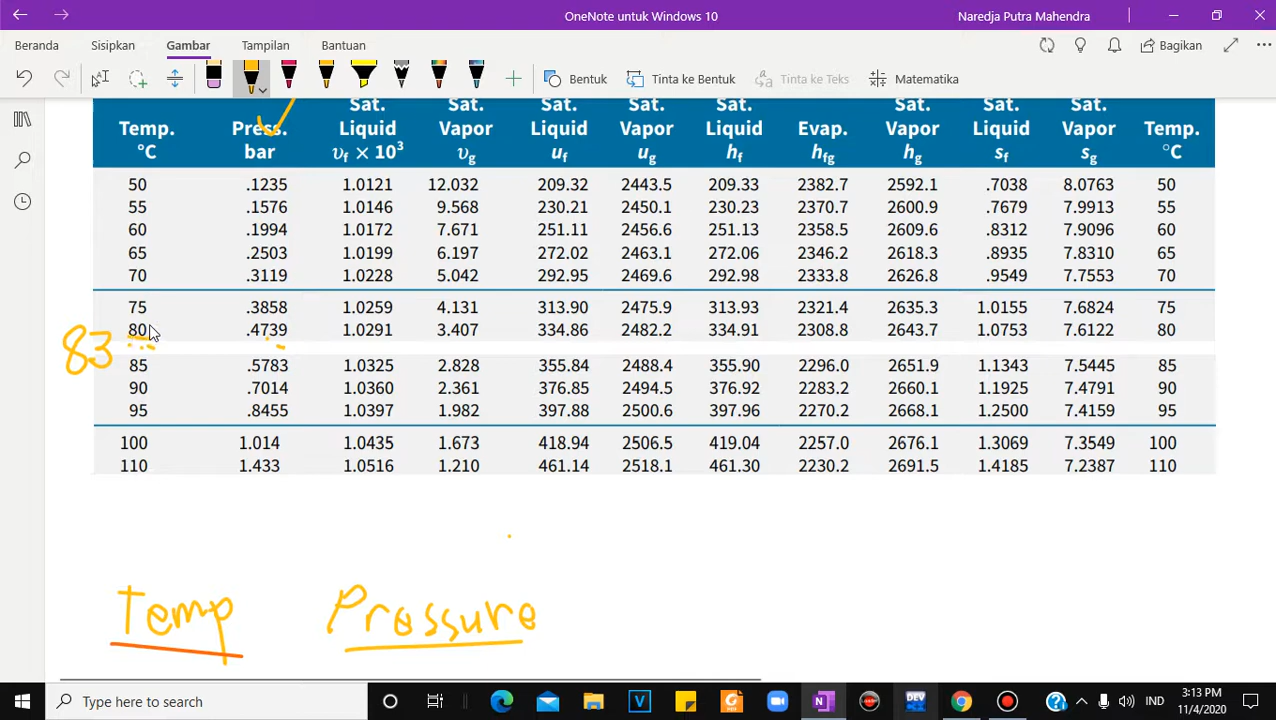 OneNote untuk Windows 10
Naredja Putra Mahendra
Beranda Sisipkan Gambar Tampilan Bantuan
Bagikan
Bentuk Tinta ke Bentuk Tinta ke Teks Matematika
Sat. Sat. Sat. Sat. Sat. Sat. Sat. Sat.
Temp. Press. Liquid Vapor Liquid Vapor Liquid Evap. Vapor Liquid Vapor Temp.
°C bar υf × 10³ υg uf ug hf hfg hg sf sg °C
50 .1235 1.0121 12.032 209.32 2443.5 209.33 2382.7 2592.1 .7038 8.0763 50
55 .1576 1.0146 9.568 230.21 2450.1 230.23 2370.7 2600.9 .7679 7.9913 55
60 .1994 1.0172 7.671 251.11 2456.6 251.13 2358.5 2609.6 .8312 7.9096 60
65 .2503 1.0199 6.197 272.02 2463.1 272.06 2346.2 2618.3 .8935 7.8310 65
70 .3119 1.0228 5.042 292.95 2469.6 292.98 2333.8 2626.8 .9549 7.7553 70
75 .3858 1.0259 4.131 313.90 2475.9 313.93 2321.4 2635.3 1.0155 7.6824 75
80 .4739 1.0291 3.407 334.86 2482.2 334.91 2308.8 2643.7 1.0753 7.6122 80
83
85 .5783 1.0325 2.828 355.84 2488.4 355.90 2296.0 2651.9 1.1343 7.5445 85
90 .7014 1.0360 2.361 376.85 2494.5 376.92 2283.2 2660.1 1.1925 7.4791 90
95 .8455 1.0397 1.982 397.88 2500.6 397.96 2270.2 2668.1 1.2500 7.4159 95
100 1.014 1.0435 1.673 418.94 2506.5 419.04 2257.0 2676.1 1.3069 7.3549 100
110 1.433 1.0516 1.210 461.14 2518.1 461.30 2230.2 2691.5 1.4185 7.2387 110
Temp Pressure
Type here to search
IND
3:13 PM
11/4/2020